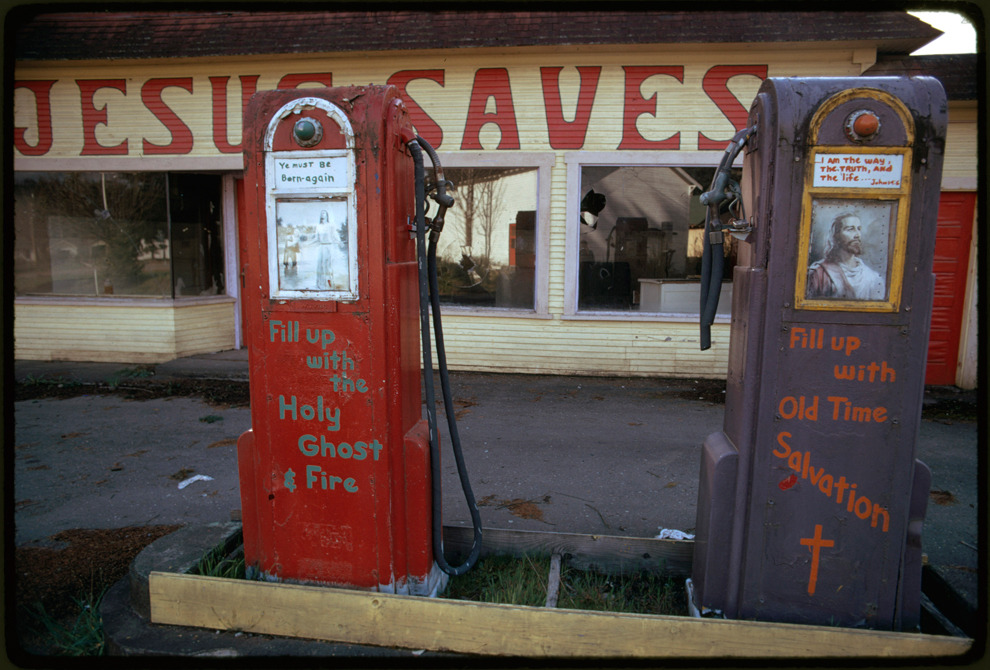 JESUS SAVES
Ye must Be
Born-again
Fill up
with
the
Holy
Ghost
& Fire
I AM the way,
the truth, And
the life...
Fill up
with
Old Time
Salvation